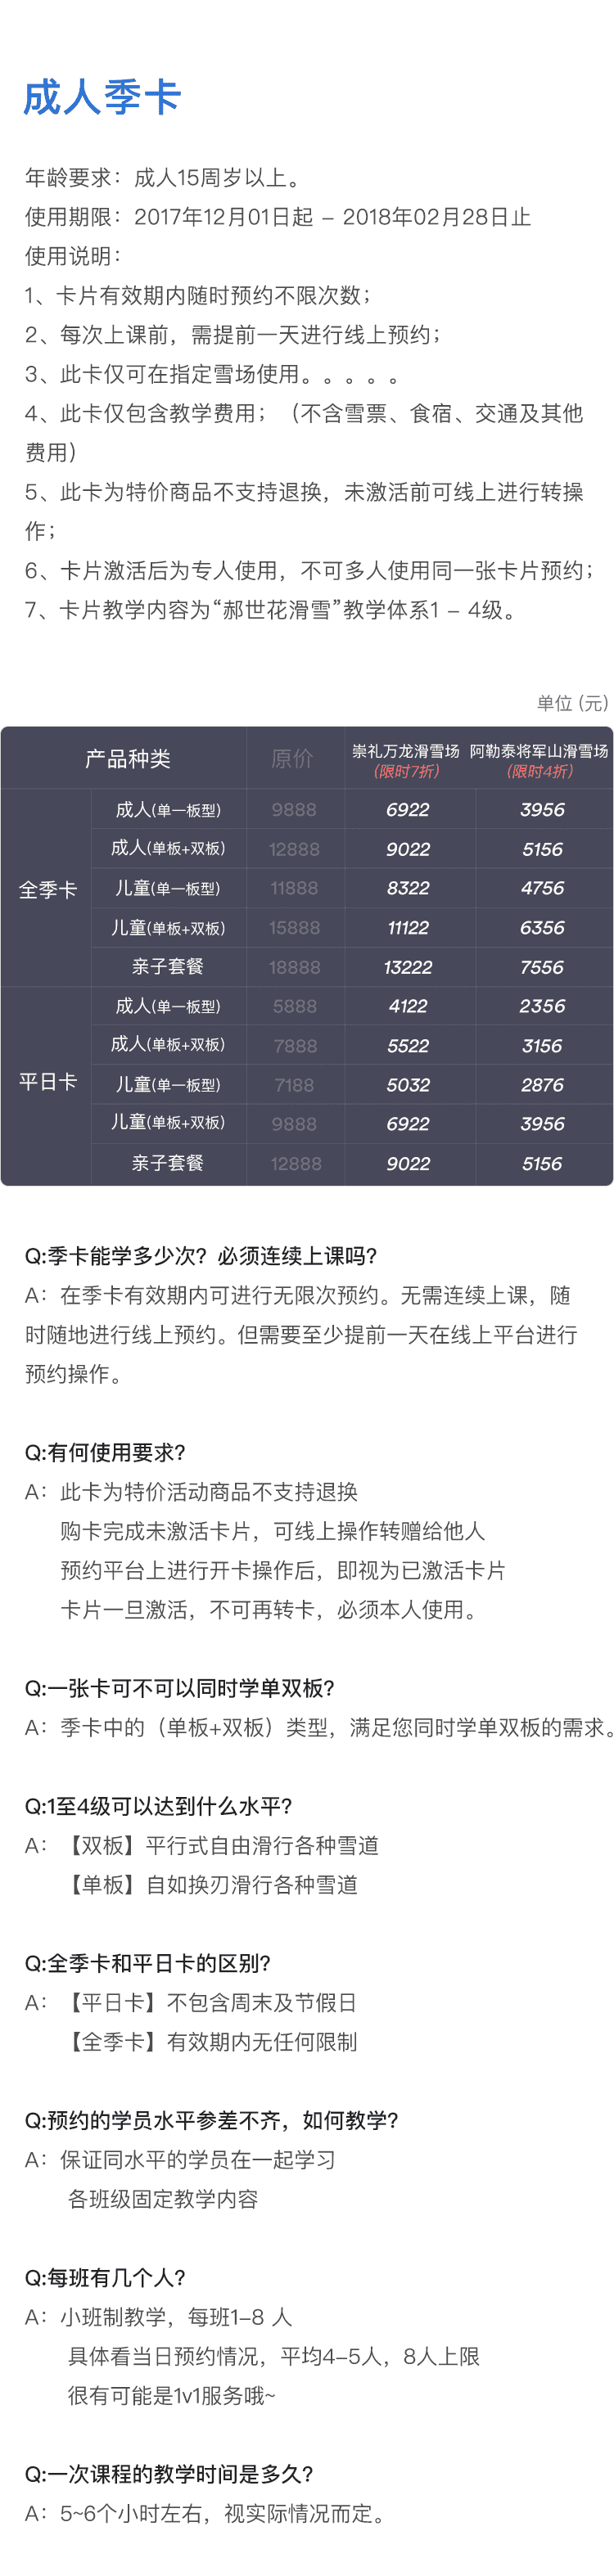 成人季卡
年龄要求：成人15周岁以上。
使用期限：2017年12月01日起 – 2018年02月28日止
使用说明：
1、卡片有效期内随时预约不限次数；
2、每次上课前，需提前一天进行线上预约；
3、此卡仅可在指定雪场使用。。。。。
4、此卡仅包含教学费用；（不含雪票、食宿、交通及其他
费用）
5、此卡为特价商品不支持退换，未激活前可线上进行转操
作；
6、卡片激活后为专人使用，不可多人使用同一张卡片预约；
7、卡片教学内容为“郝世花滑雪”教学体系1 – 4级。
单位 (元)
产品种类 原价 崇礼万龙滑雪场 阿勒泰将军山滑雪场
(限时7折) (限时4折)
成人(单一板型) 9888 6922 3956
成人(单板+双板) 12888 9022 5156
全季卡 儿童(单一板型) 11888 8322 4756
儿童(单板+双板) 15888 11122 6356
亲子套餐 18888 13222 7556
成人(单一板型) 5888 4122 2356
成人(单板+双板) 7888 5522 3156
平日卡 儿童(单一板型) 7188 5032 2876
儿童(单板+双板) 9888 6922 3956
亲子套餐 12888 9022 5156
Q:季卡能学多少次？必须连续上课吗？
A：在季卡有效期内可进行无限次预约。无需连续上课，随
时随地进行线上预约。但需要至少提前一天在线上平台进行
预约操作。
Q:有何使用要求？
A：此卡为特价活动商品不支持退换
购卡完成未激活卡片，可线上操作转赠给他人
预约平台上进行开卡操作后，即视为已激活卡片
卡片一旦激活，不可再转卡，必须本人使用。
Q:一张卡可不可以同时学单双板？
A：季卡中的（单板+双板）类型，满足您同时学单双板的需求。
Q:1至4级可以达到什么水平？
A：【双板】平行式自由滑行各种雪道
【单板】自如换刃滑行各种雪道
Q:全季卡和平日卡的区别？
A：【平日卡】不包含周末及节假日
【全季卡】有效期内无任何限制
Q:预约的学员水平参差不齐，如何教学？
A：保证同水平的学员在一起学习
各班级固定教学内容
Q:每班有几个人？
A：小班制教学，每班1–8 人
具体看当日预约情况，平均4–5人，8人上限
很有可能是1v1服务哦~
Q:一次课程的教学时间是多久？
A：5~6个小时左右，视实际情况而定。